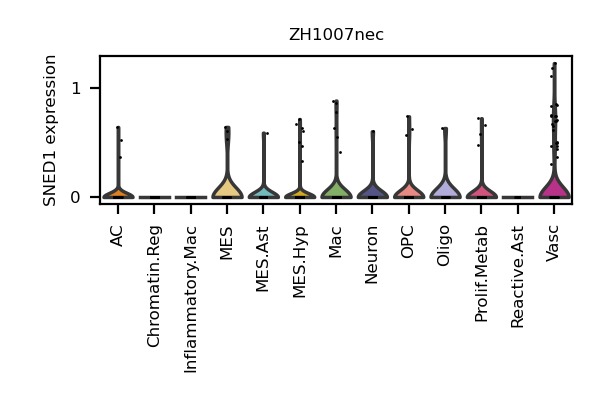 ZH1007nec
SNED1 expression
1
0
AC
Chromatin.Reg
Inflammatory.Mac
MES
MES.Ast
MES.Hyp
Mac
Neuron
OPC
Oligo
Prolif.Metab
Reactive.Ast
Vasc